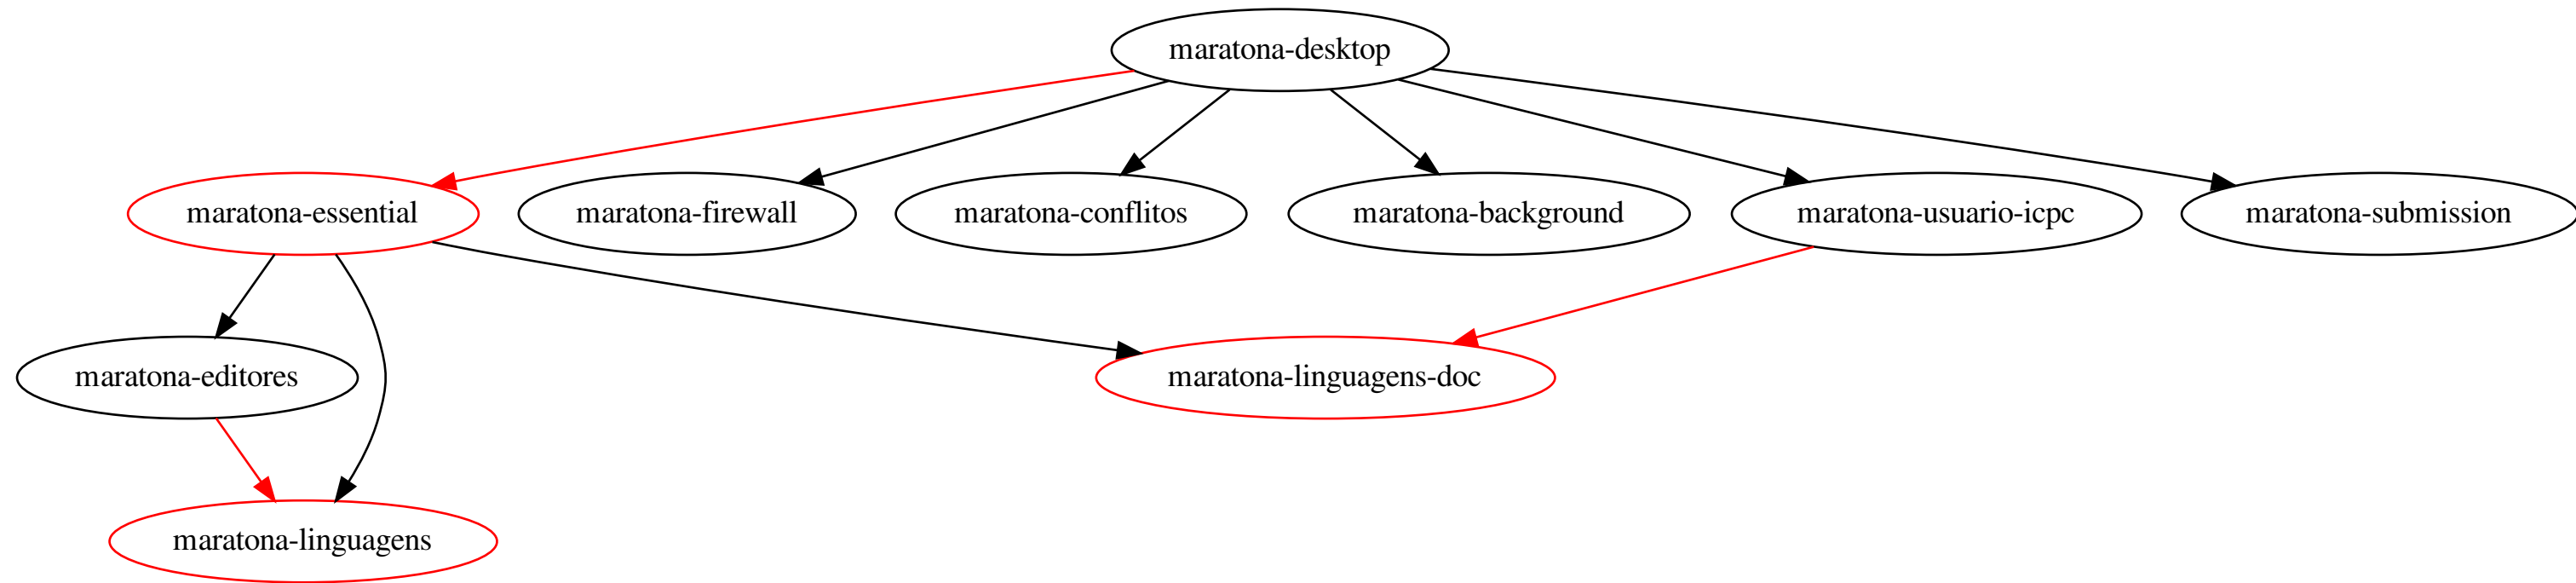 maratona-desktop
maratona-essential
maratona-firewall
maratona-conflitos
maratona-background
maratona-usuario-icpc
maratona-submission
maratona-editores
maratona-linguagens-doc
maratona-linguagens